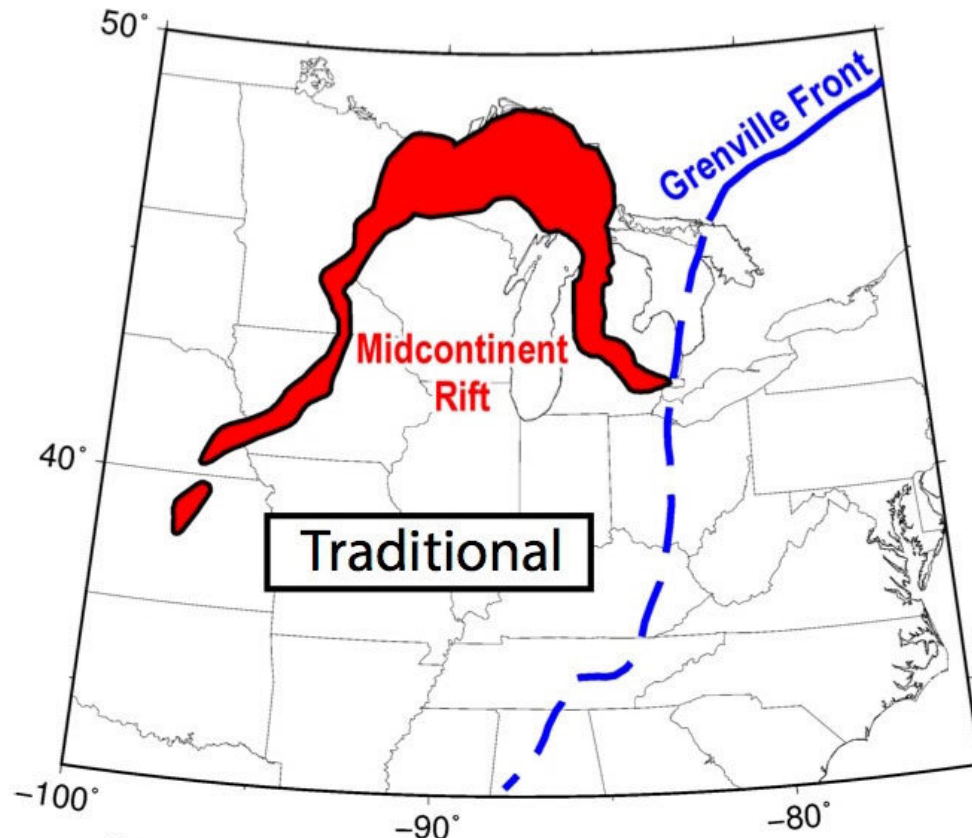 50°
Grenville Front
Midcontinent
Rift
40°
Traditional
-100°
-90°
-80°